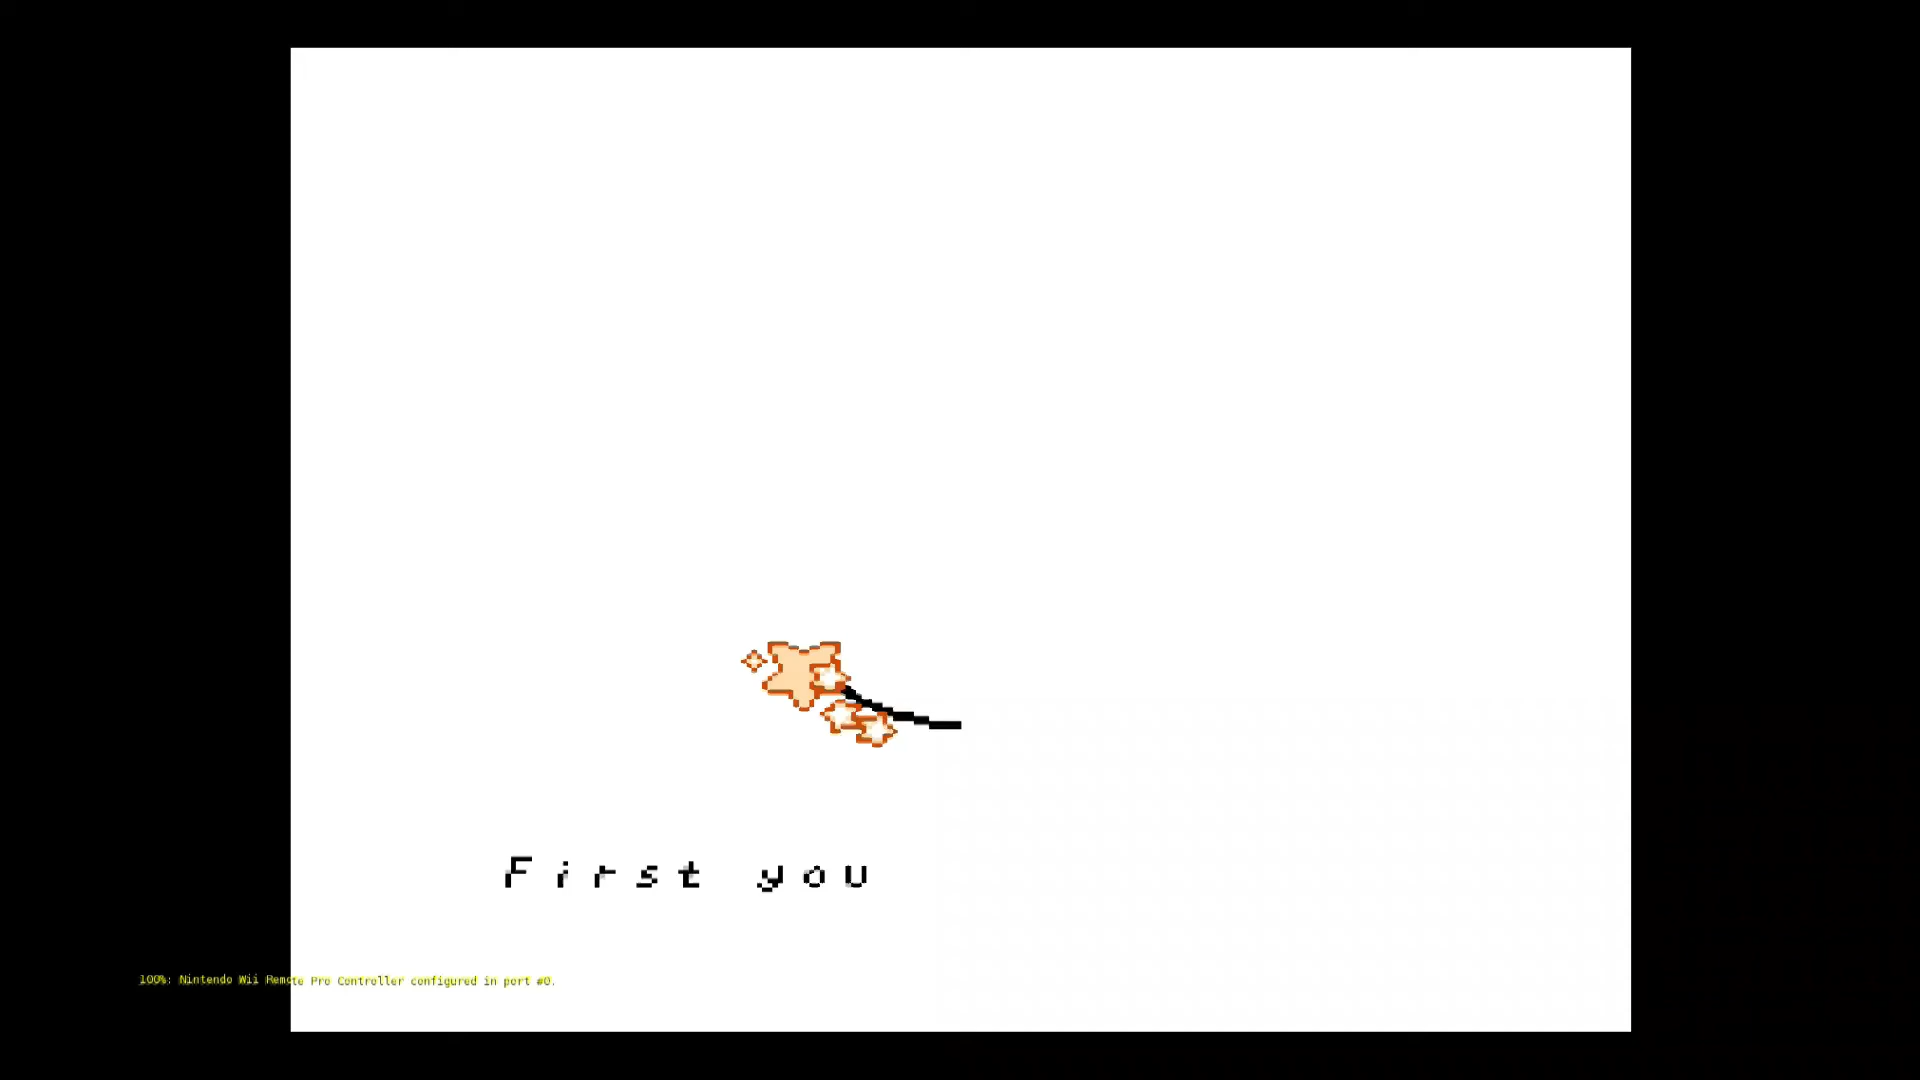 First you
100%: Nintendo Wii Remote Pro Controller configured in port #0.